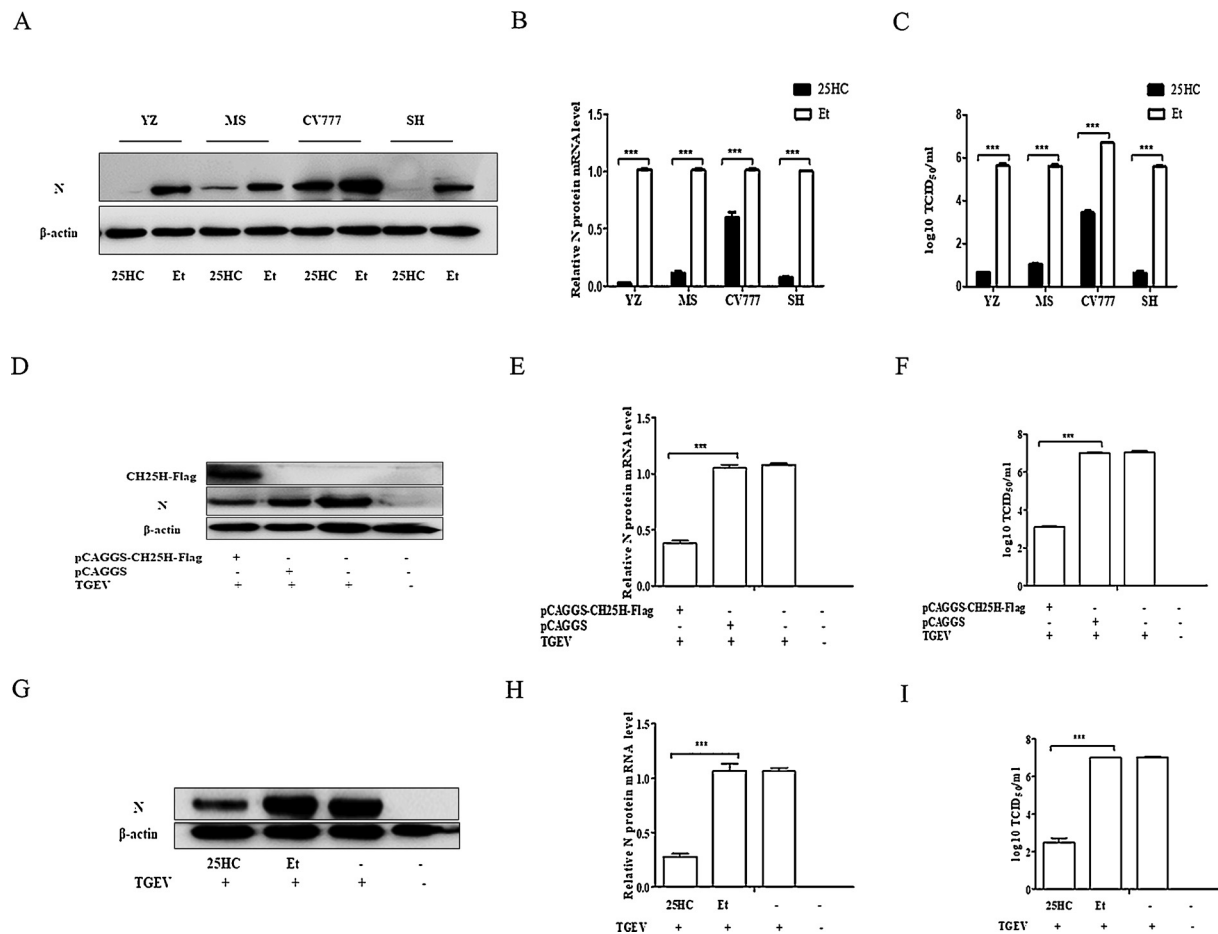 A
YZ MS CV777 SH
N
β-actin
25HC Et 25HC Et 25HC Et 25HC Et
B
25HC
Et
Relative N protein mRNA level
1.5
1.0
0.5
0.0
*** *** *** ***
YZ MS CV777 SH
C
25HC
Et
log10 TCID50/ml
8
6
4
2
0
*** *** *** ***
YZ MS CV777 SH
D
CH25H-Flag
N
β-actin
pCAGGS-CH25H-Flag + - - -
pCAGGS - + - -
TGEV + + + -
E
Relative N protein mRNA level
1.5
1.0
0.5
0.0
***
pCAGGS-CH25H-Flag + - - -
pCAGGS - + - -
TGEV + + + -
F
log10 TCID50/ml
8
7
4
2
0
***
pCAGGS-CH25H-Flag + - - -
pCAGGS - + - -
TGEV + + + -
G
N
β-actin
25HC Et - -
TGEV + + + -
H
Relative N protein mRNA level
1.5
1.0
0.5
0.0
***
25HC Et - -
TGEV + + + -
I
log10 TCID50/ml
8
7
4
2
0
***
25HC Et - -
TGEV + + + -